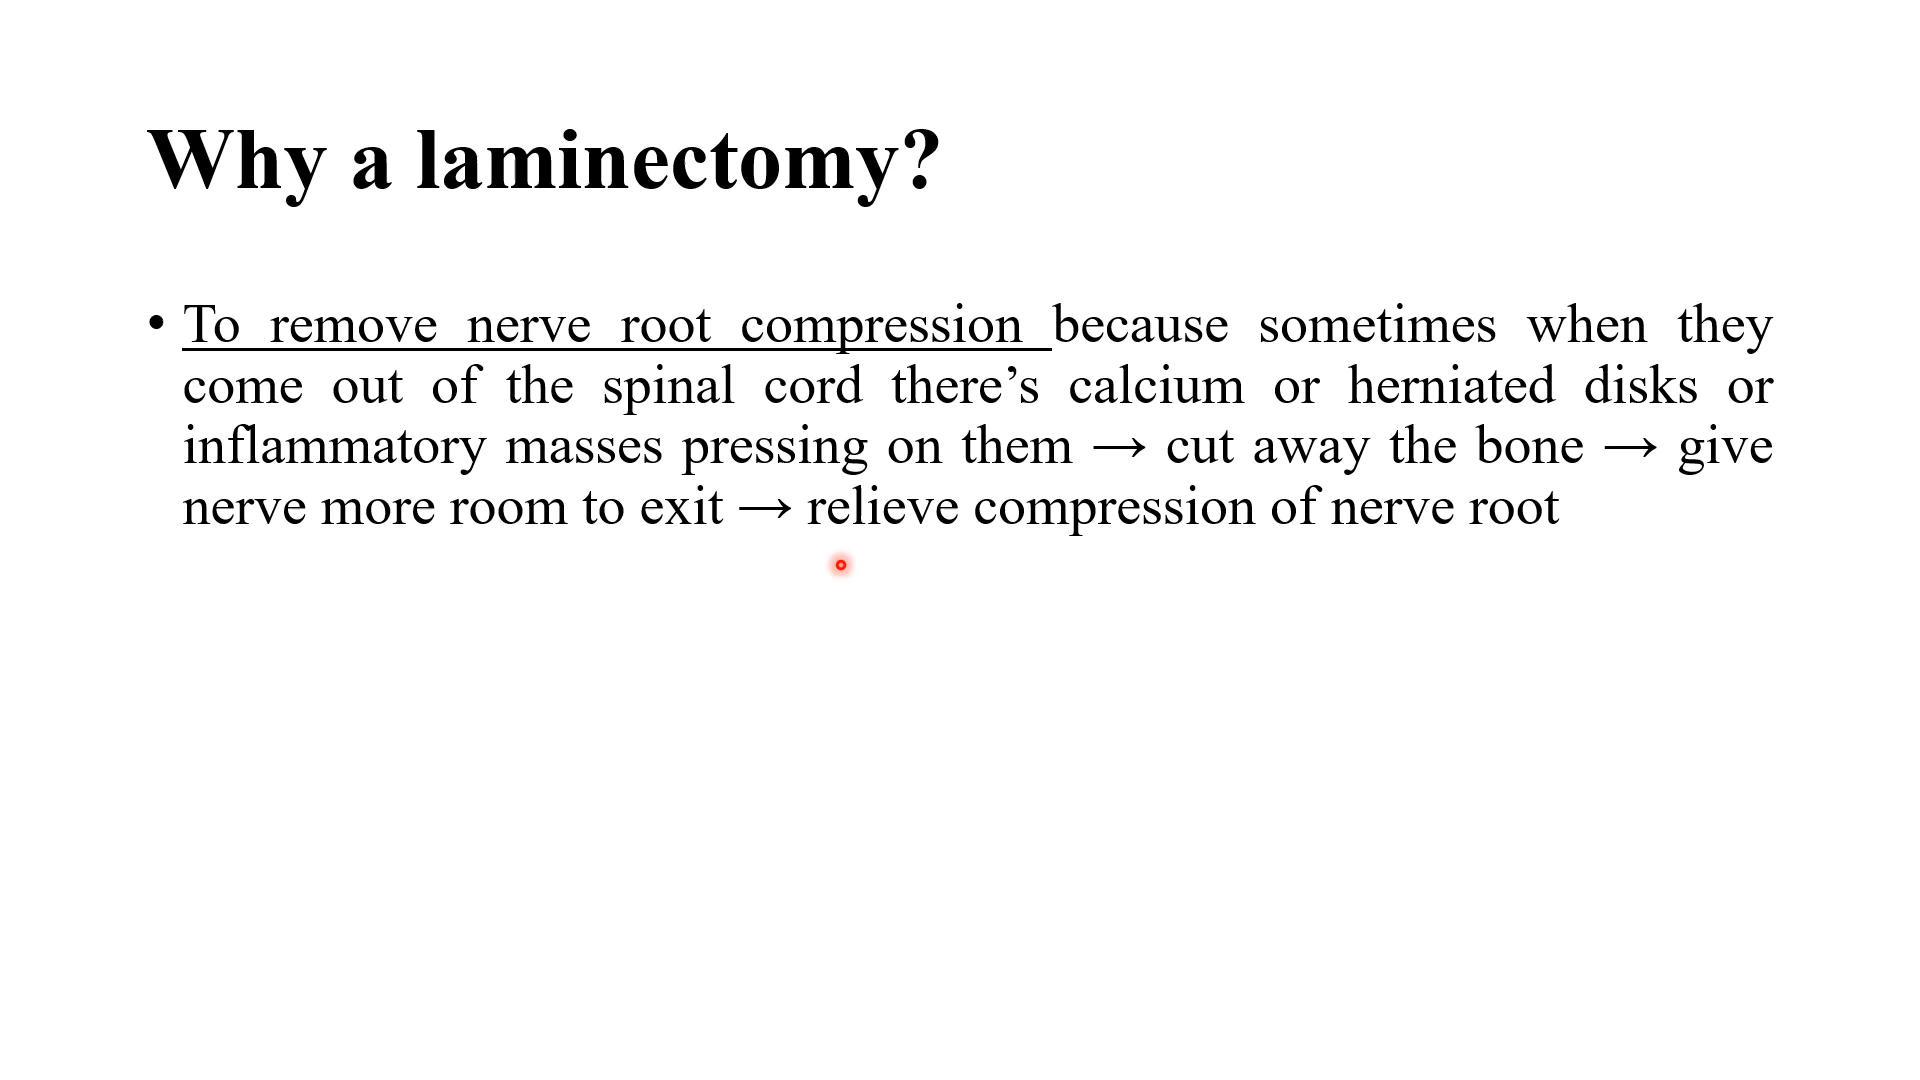 Why a laminectomy?
• To remove nerve root compression because sometimes when they
come out of the spinal cord there’s calcium or herniated disks or
inflammatory masses pressing on them → cut away the bone → give
nerve more room to exit → relieve compression of nerve root